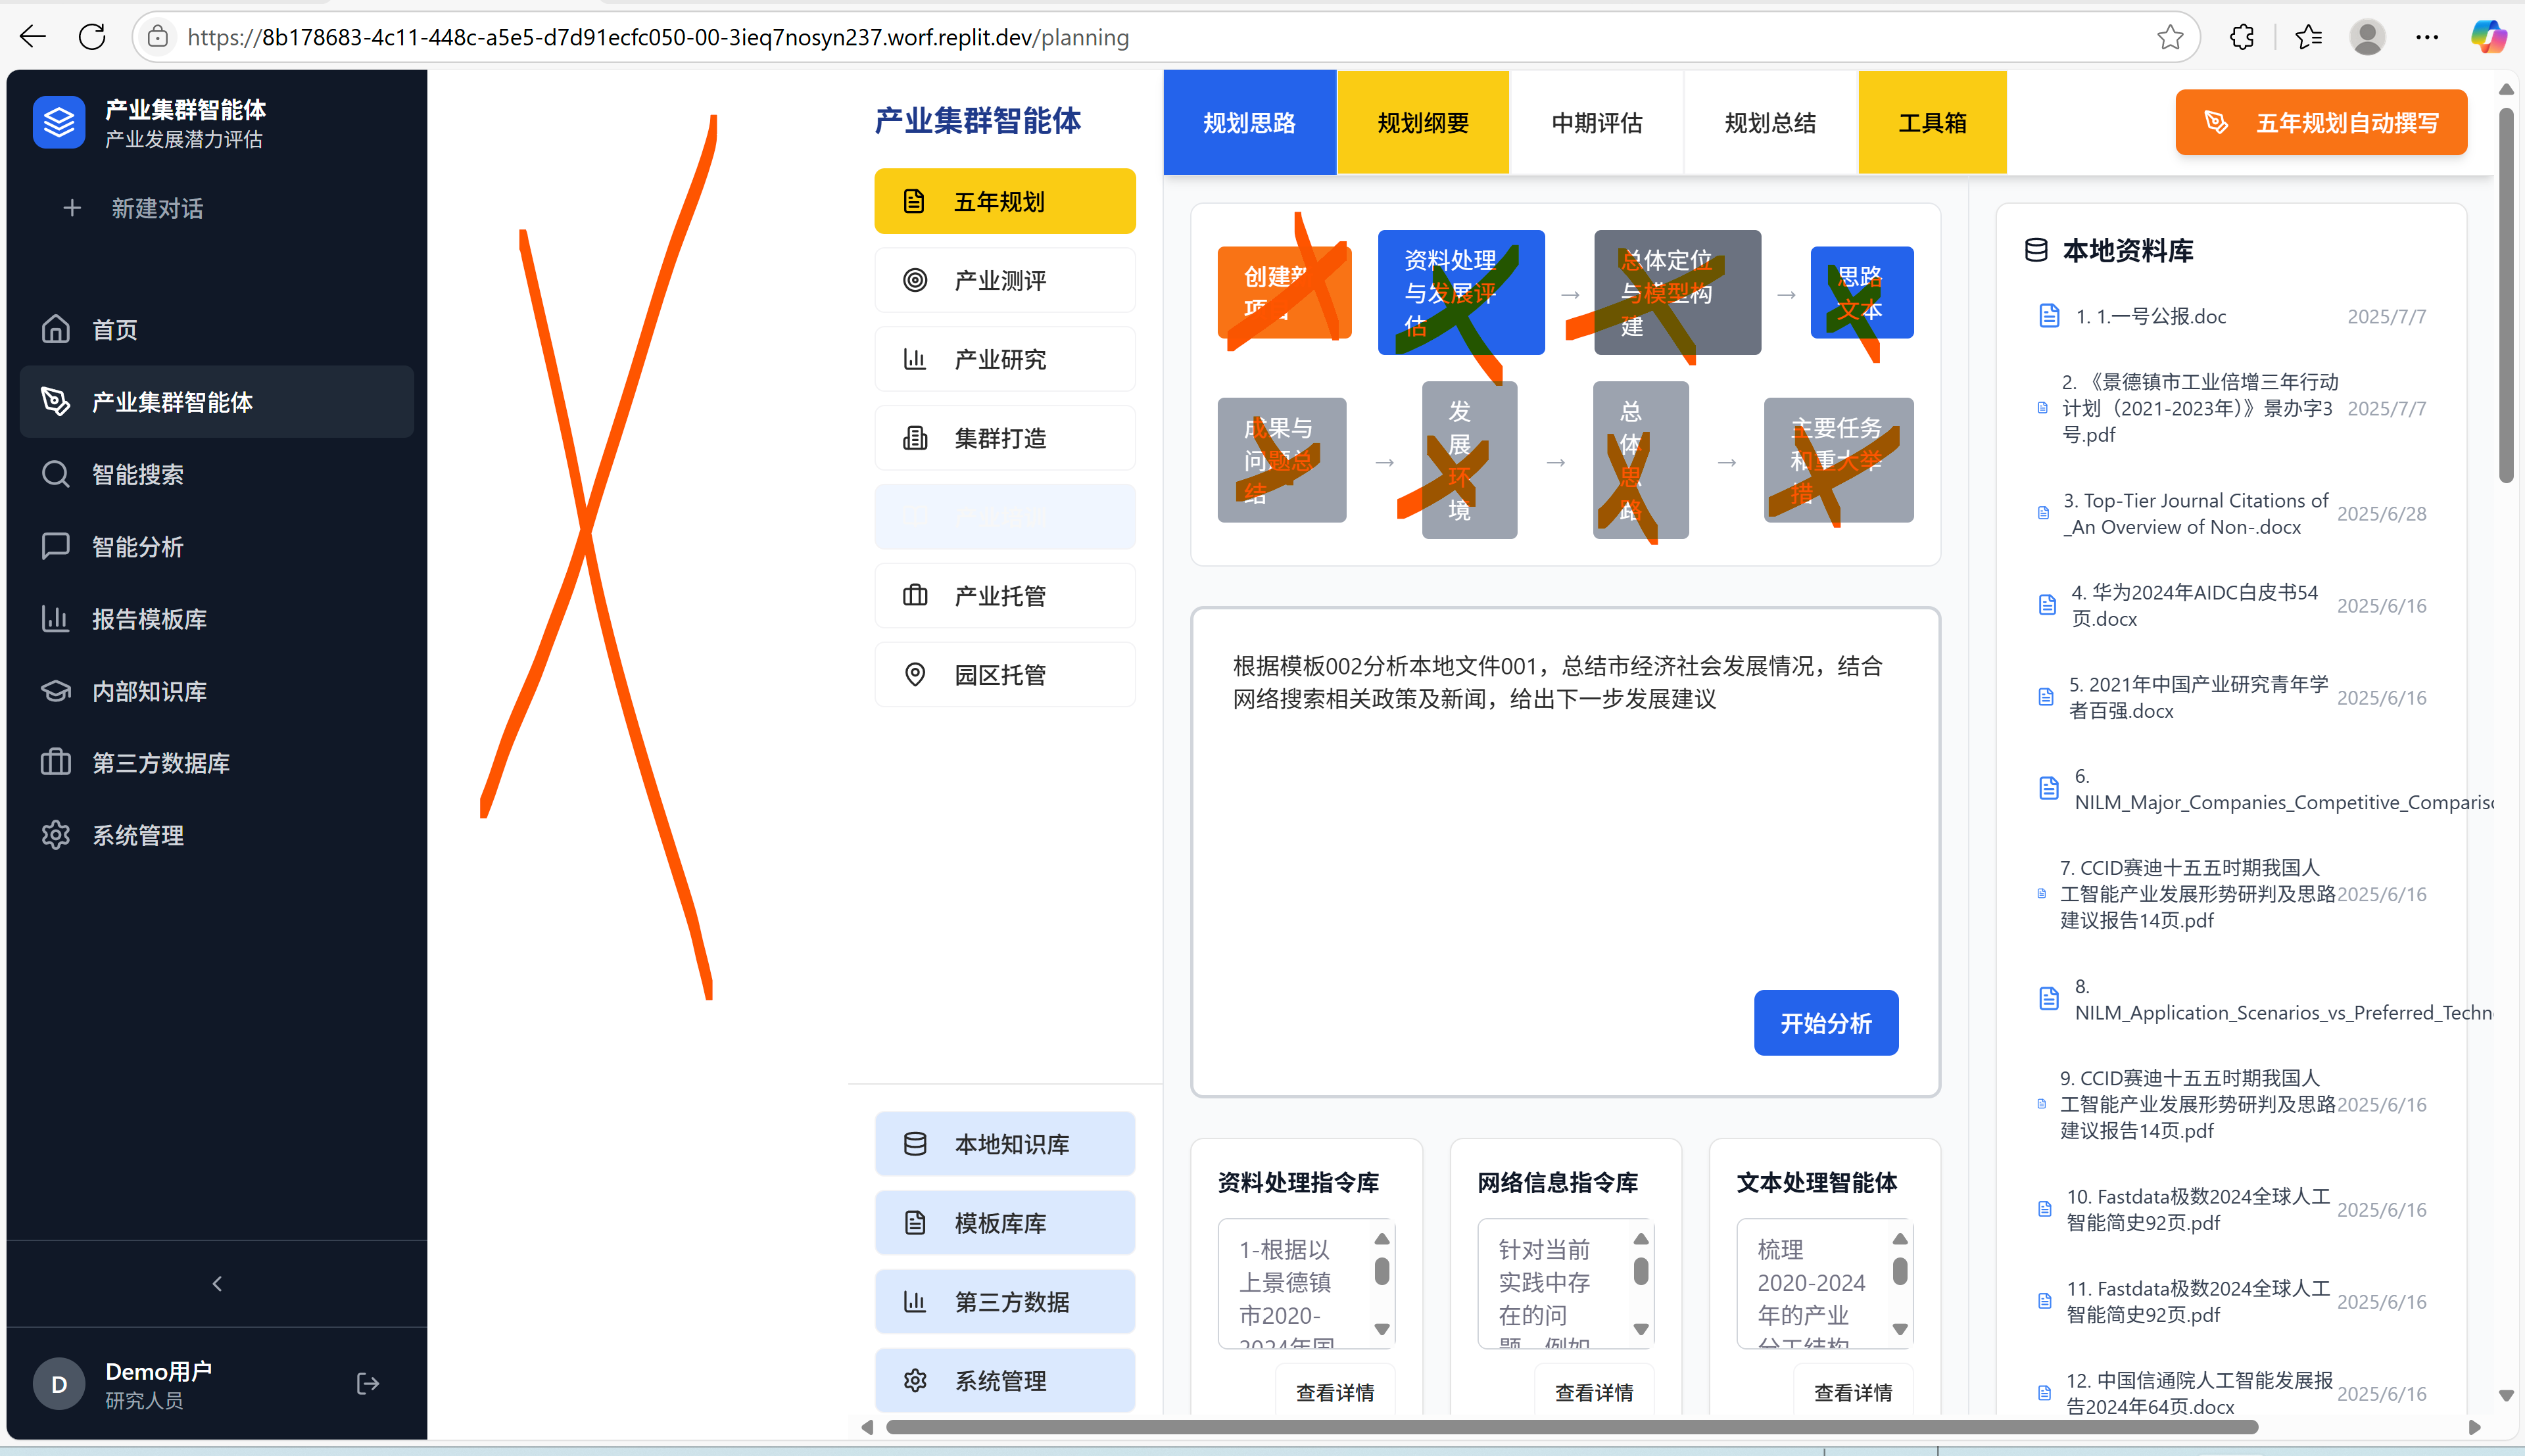 https://8b178683-4c11-448c-a5e5-d7d91ecfc050-00-3ieq7nosyn237.worf.replit.dev/planning
产业集群智能体
产业发展潜力评估
新建对话
首页
产业集群智能体
智能搜索
智能分析
报告模板库
内部知识库
第三方数据库
系统管理
D
Demo用户
研究人员
产业集群智能体
五年规划
产业测评
产业研究
集群打造
产业托管
园区托管
本地知识库
模板库库
第三方数据
系统管理
规划思路
规划纲要
中期评估
规划总结
工具箱
五年规划自动撰写
创建新
项
资料处理
与发展评
估
→
总体定位
与模型构
建
→
思路
文本
成果与
问题总
结
→
发
展
环
境
→
总
体
思
路
→
主要任务
和重大举
措
根据模板002分析本地文件001，总结市经济社会发展情况，结合
网络搜索相关政策及新闻，给出下一步发展建议
开始分析
资料处理指令库
1-根据以
上景德镇
市2020-
2024年国
查看详情
网络信息指令库
针对当前
实践中存
在的问
题，例如
查看详情
文本处理智能体
梳理
2020-2024
年的产业
分工结构
查看详情
本地资料库
1. 1.一号公报.doc
2025/7/7
2. 《景德镇市工业倍增三年行动
计划（2021-2023年）》景办字3
号.pdf
2025/7/7
3. Top-Tier Journal Citations of
_An Overview of Non-.docx
2025/6/28
4. 华为2024年AIDC白皮书54
页.docx
2025/6/16
5. 2021年中国产业研究青年学
者百强.docx
2025/6/16
6.
NILM_Major_Companies_Competitive_Comparis
7. CCID赛迪十五五时期我国人
工智能产业发展形势研判及思路
建议报告14页.pdf
2025/6/16
8.
NILM_Application_Scenarios_vs_Preferred_Techn
9. CCID赛迪十五五时期我国人
工智能产业发展形势研判及思路
建议报告14页.pdf
2025/6/16
10. Fastdata极数2024全球人工
智能简史92页.pdf
2025/6/16
11. Fastdata极数2024全球人工
智能简史92页.pdf
2025/6/16
12. 中国信通院人工智能发展报
告2024年64页.docx
2025/6/16